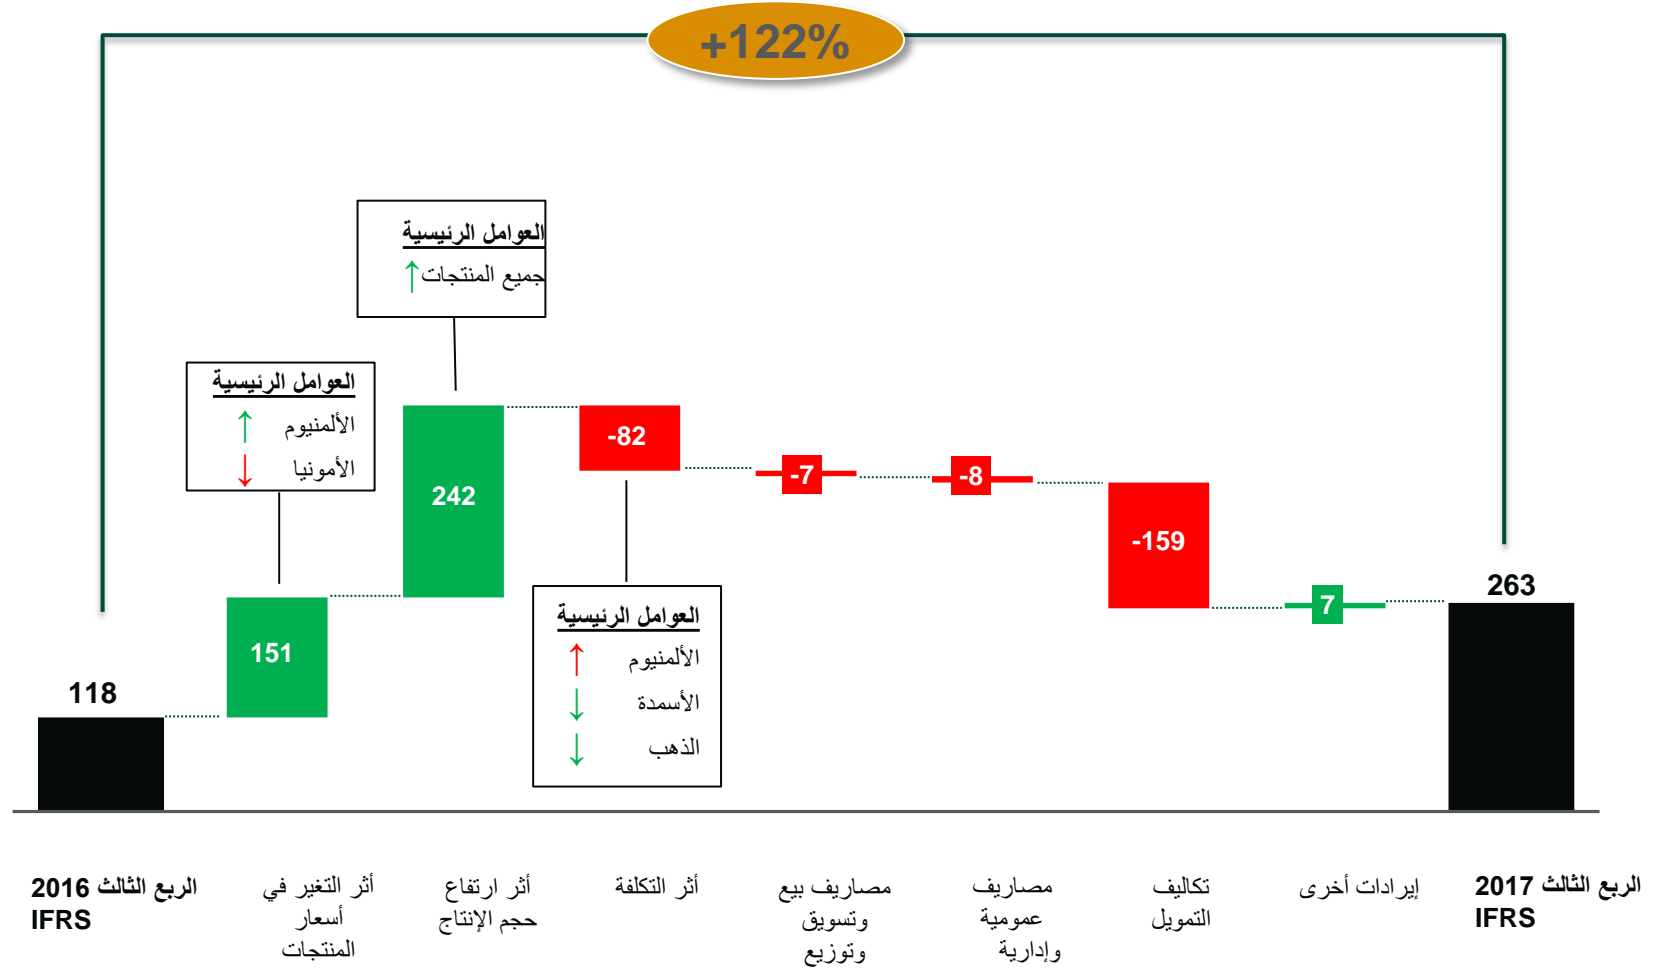 +122%
العوامل الرئيسية
جميع المنتجات↑
العوامل الرئيسية
الألمنيوم ↑
الأمونيا ↓
-82
-7
-8
242
-159
263
7
العوامل الرئيسية
الألمنيوم ↑
الأسمدة ↓
الذهب ↓
151
118
الربع الثالث 2016
IFRS
أثر التغير في
أسعار
المنتجات
أثر ارتفاع
حجم الإنتاج
أثر التكلفة
مصاريف بيع
وتسويق
وتوزيع
مصاريف
عمومية
وإدارية
تكاليف
التمويل
إيرادات أخرى
الربع الثالث 2017
IFRS